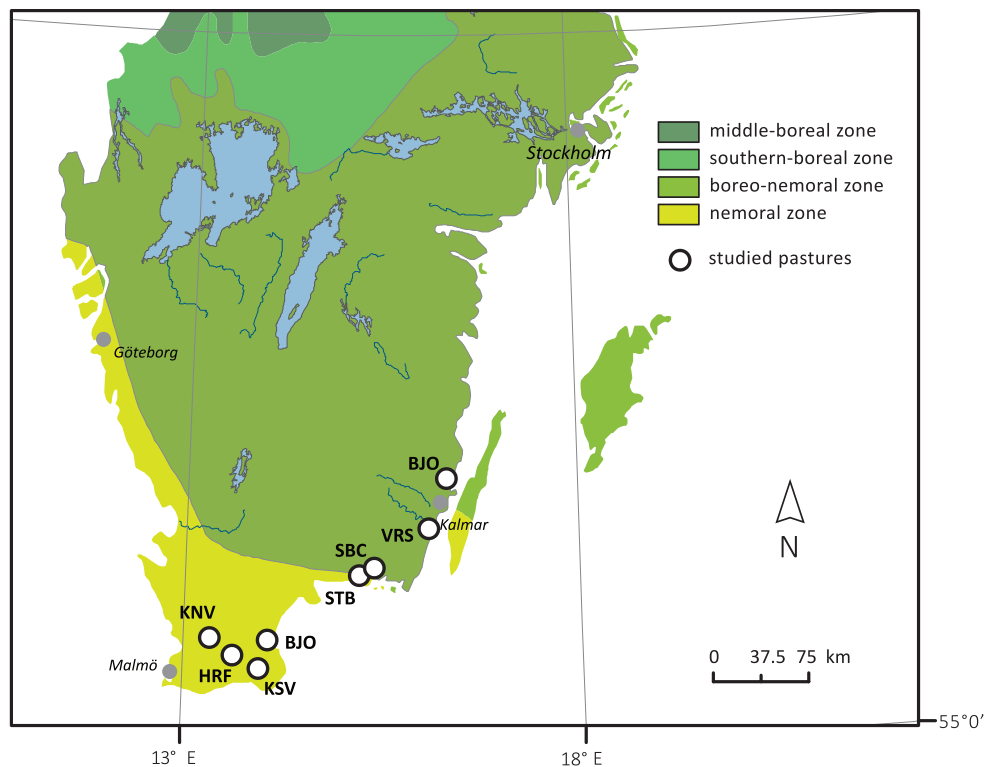 middle-boreal zone
Stockholm
southern-boreal zone
boreo-nemoral zone
nemoral zone
studied pastures
Göteborg
BJO
Kalmar
VRS
SBC
STB
N
KNV
BJO
Malmö
HRF
KSV
0 37.5 75 km
55°0'
13° E
18° E